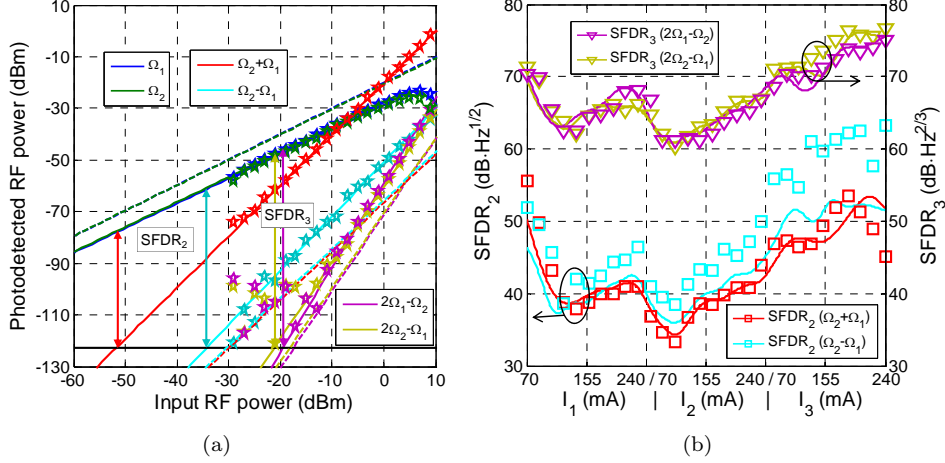 10
-10
-30
-50
-70
-90
-110
-130
Photodetected RF power (dBm)
-60 -50 -40 -30 -20 -10 0 10
Input RF power (dBm)
Ω₁
Ω₂
Ω₂+Ω₁
Ω₂-Ω₁
SFDR₂
SFDR₃
2Ω₁-Ω₂
2Ω₂-Ω₁
(a)
80
70
60
50
40
30
SFDR₂ (dB.Hz^1/2)
SFDR₃ (2Ω₁-Ω₂)
SFDR₃ (2Ω₂-Ω₁)
SFDR₂ (Ω₂+Ω₁)
SFDR₂ (Ω₂-Ω₁)
80
70
60
50
40
30
SFDR₃ (dB.Hz^2/3)
70 155 240 / 70 155 240 / 70 155 240
I₁ (mA) | I₂ (mA) | I₃ (mA)
(b)